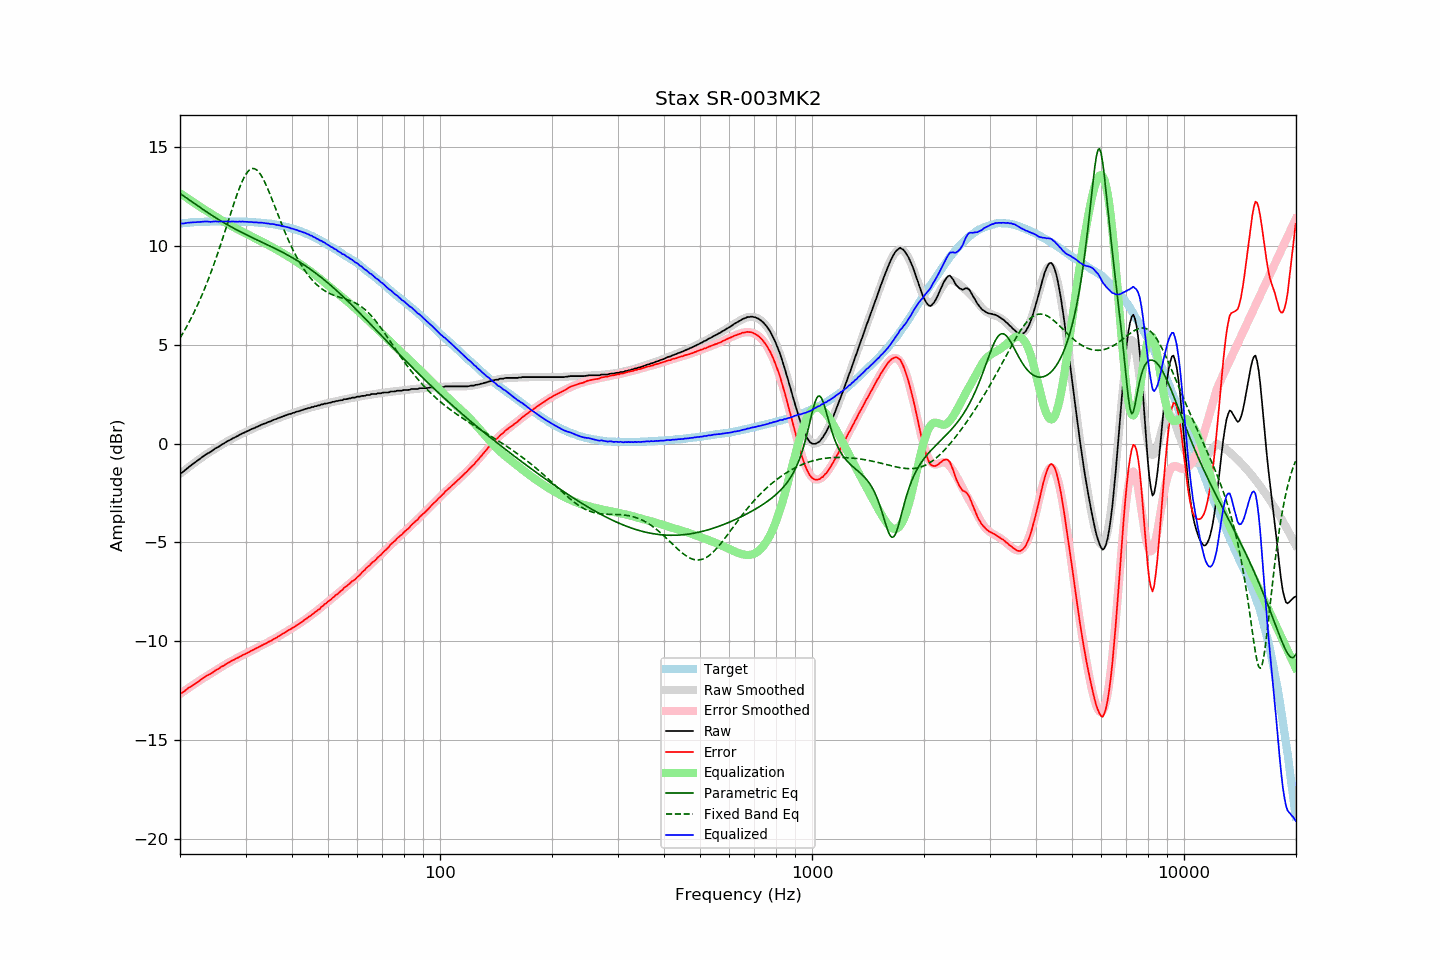 Stax SR-003MK2
15
10
5
0
−5
−10
−15
−20
Amplitude (dBr)
Target
Raw Smoothed
Error Smoothed
Raw
Error
Equalization
Parametric Eq
Fixed Band Eq
Equalized
100
1000
10000
Frequency (Hz)